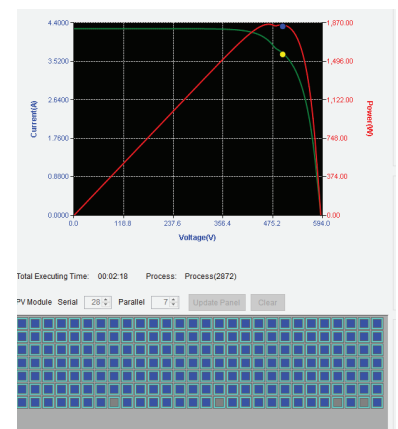 4.4000
3.5200
2.6400
1.7600
0.8800
0.0000
Current(A)
1,870.00
1,496.00
1,122.00
748.00
374.00
0.00
Power(W)
0.0 118.8 237.6 356.4 475.2 594.0
Voltage(V)
Total Executing Time: 00:02:18 Process: Process(2872)
PV Module Serial 28 Parallel 7 Update Panel Clear